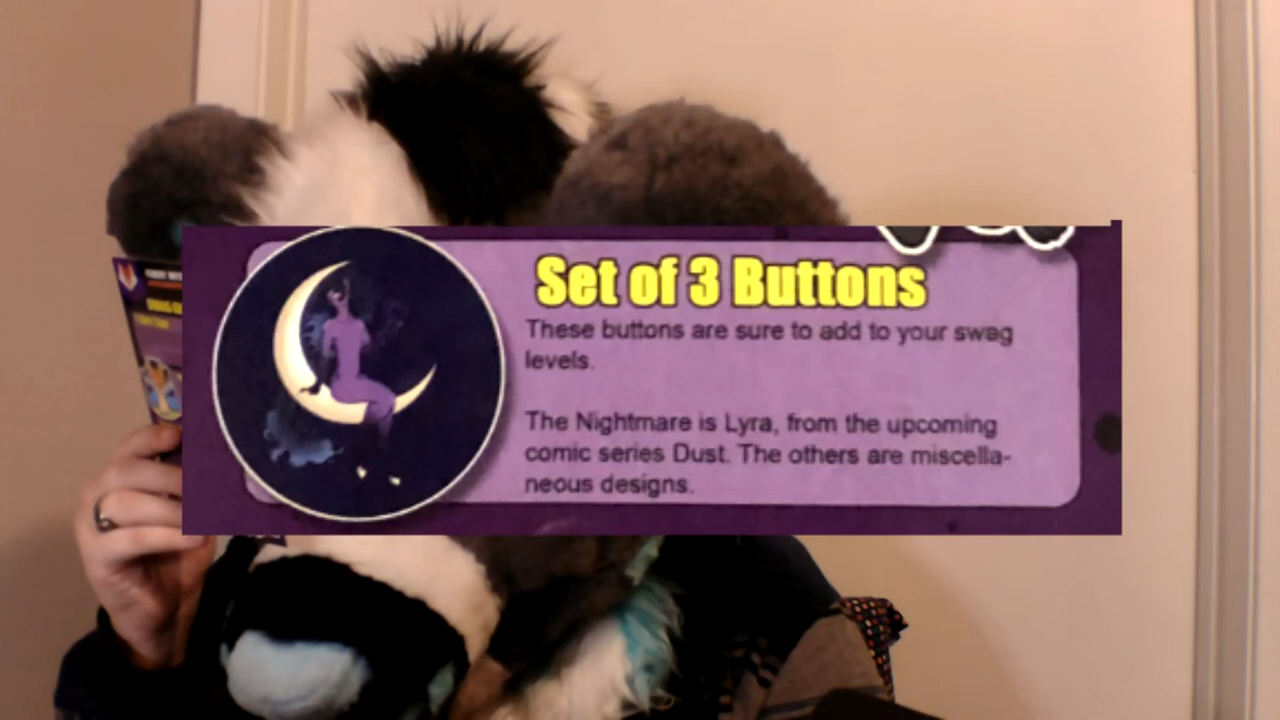 Set of 3 Buttons
These buttons are sure to add to your swag
levels.
The Nightmare is Lyra, from the upcoming
comic series Dust. The others are miscella-
neous designs.